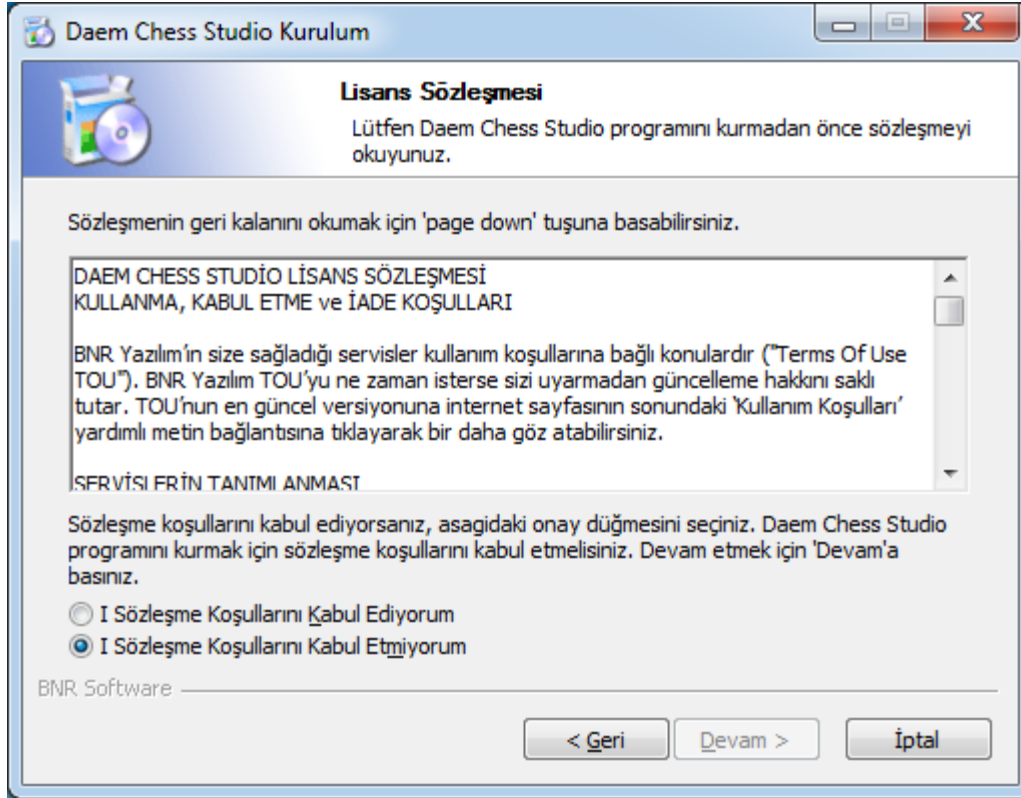 Daem Chess Studio Kurulum
Lisans Sözleşmesi
Lütfen Daem Chess Studio programını kurmadan önce sözleşmeyi
okuyunuz.
Sözleşmenin geri kalanını okumak için 'page down' tuşuna basabilirsiniz.
DAEM CHESS STUDİO LİSANS SÖZLEŞMESİ
KULLANMA, KABUL ETME ve İADE KOŞULLARI
BNR Yazılım’ın size sağladığı servisler kullanım koşullarına bağlı konulardır ("Terms Of Use
TOU"). BNR Yazılım TOU’yu ne zaman isterse sizi uyarmadan güncelleme hakkını saklı
tutar. TOU’nun en güncel versiyonuna internet sayfasının sonundaki ‘Kullanım Koşulları’
yardımlı metin bağlantısına tıklayarak bir daha göz atabilirsiniz.
SERVİSLERİN TANIMLANMASI
Sözleşme koşullarını kabul ediyorsanız, asagidaki onay düğmesini seçiniz. Daem Chess Studio
programını kurmak için sözleşme koşullarını kabul etmelisiniz. Devam etmek için 'Devam'a
basınız.
I Sözleşme Koşullarını Kabul Ediyorum
I Sözleşme Koşullarını Kabul Etmiyorum
BNR Software
< Geri
Devam >
İptal